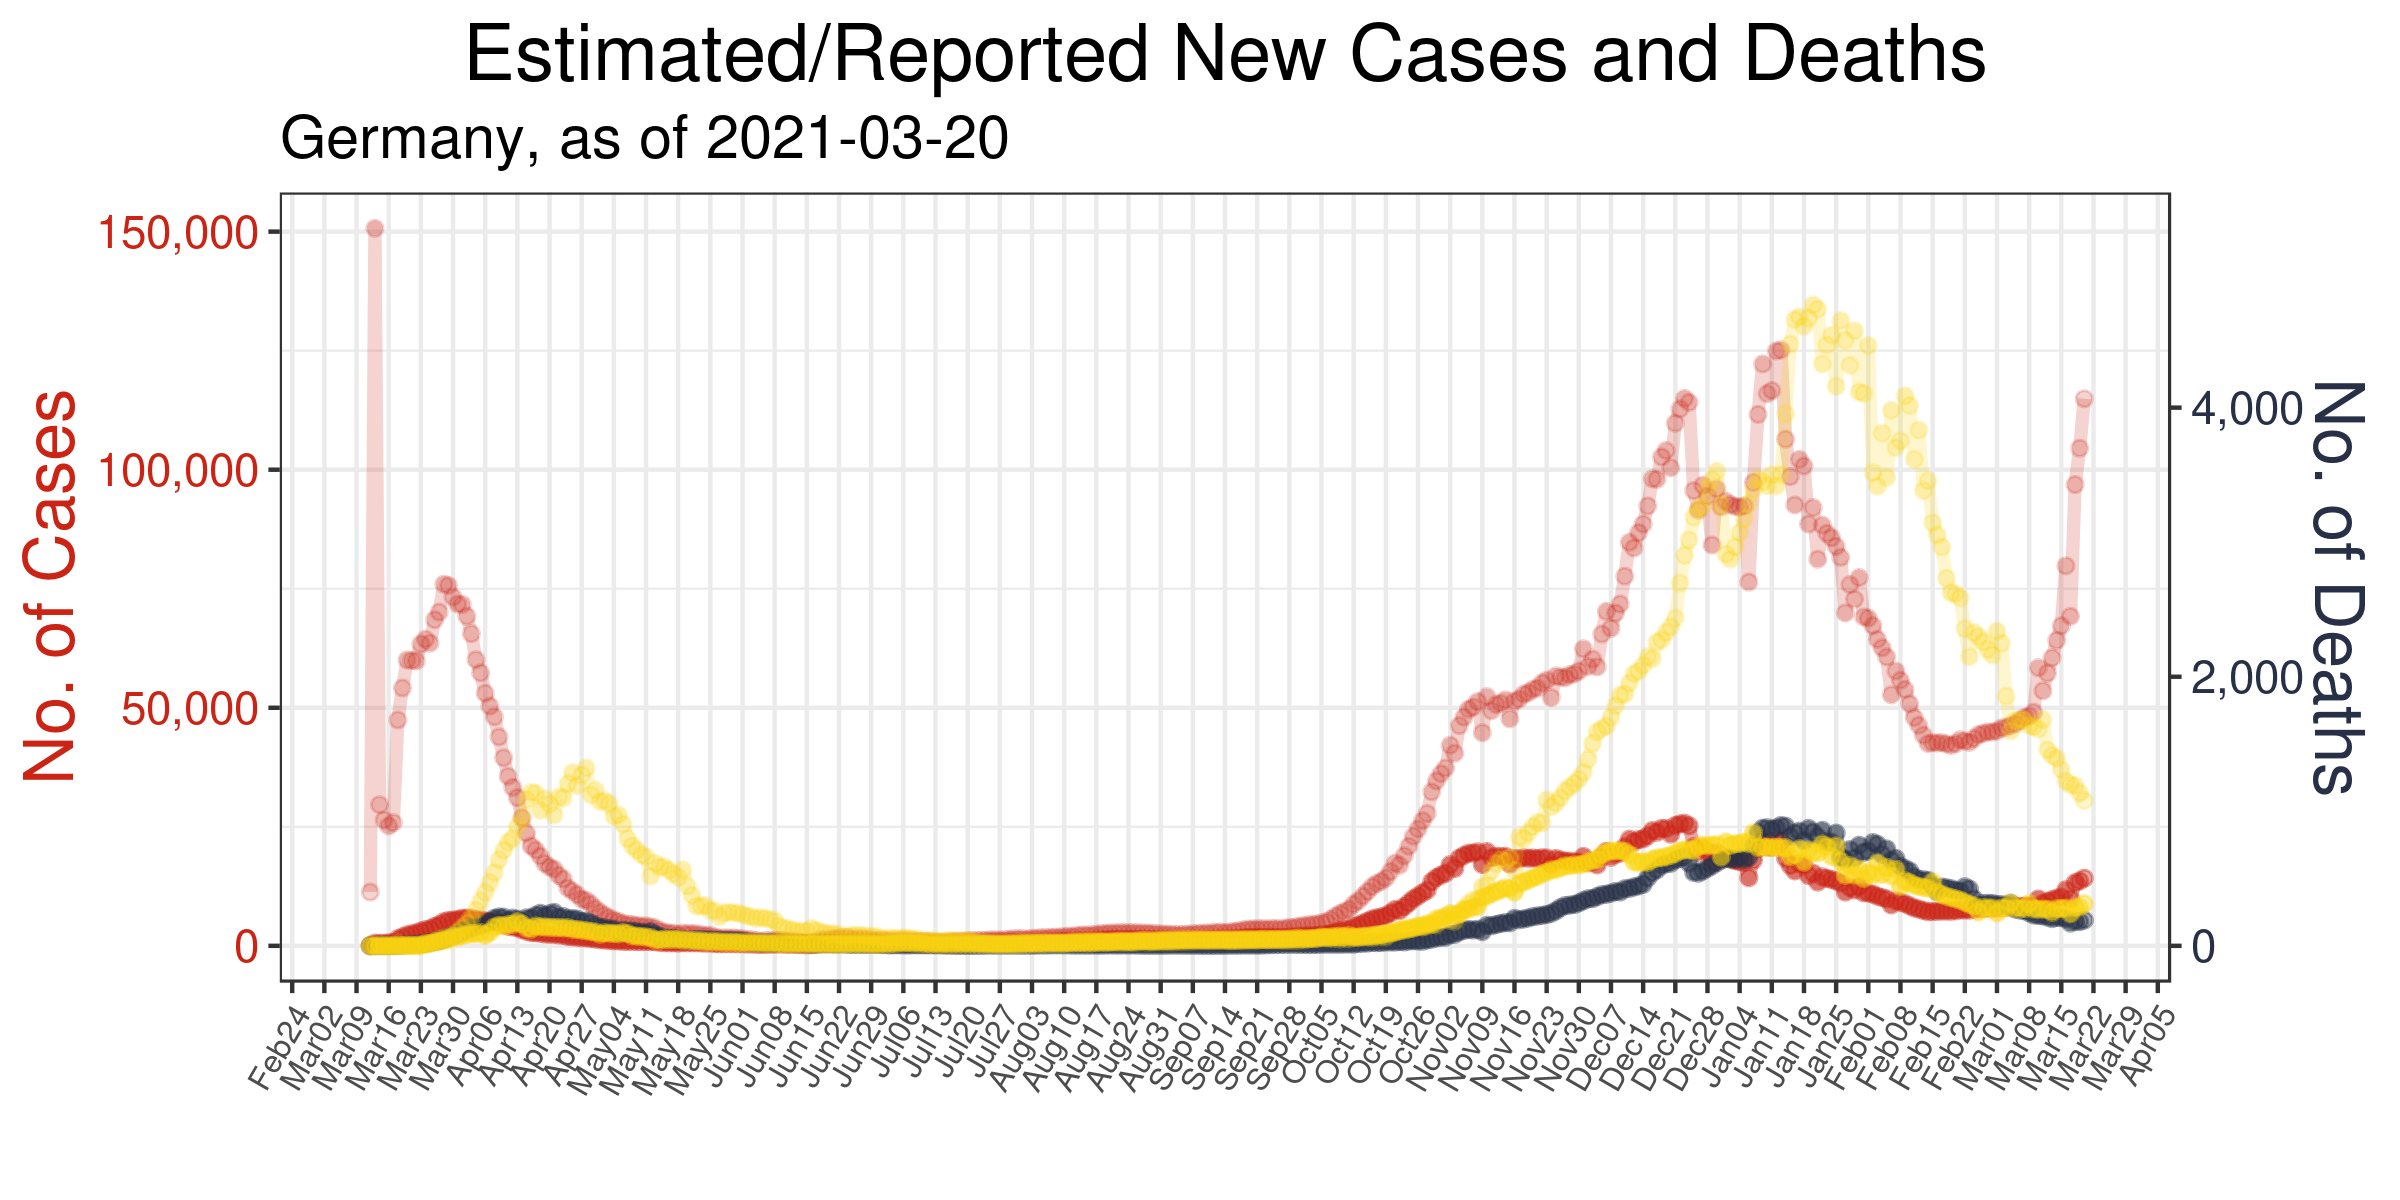 Estimated/Reported New Cases and Deaths
Germany, as of 2021-03-20
No. of Cases
150,000
100,000
50,000
0
4,000
2,000
0
No. of Deaths
Feb24
Mar02
Mar09
Mar16
Mar23
Mar30
Apr06
Apr13
Apr20
Apr27
May04
May11
May18
May25
Jun01
Jun08
Jun15
Jun22
Jun29
Jul06
Jul13
Jul20
Jul27
Aug03
Aug10
Aug17
Aug24
Aug31
Sep07
Sep14
Sep21
Sep28
Oct05
Oct12
Oct19
Oct26
Nov02
Nov09
Nov16
Nov23
Nov30
Dec07
Dec14
Dec21
Dec28
Jan04
Jan11
Jan18
Jan25
Feb01
Feb08
Feb15
Feb22
Mar01
Mar08
Mar15
Mar22
Mar29
Apr05